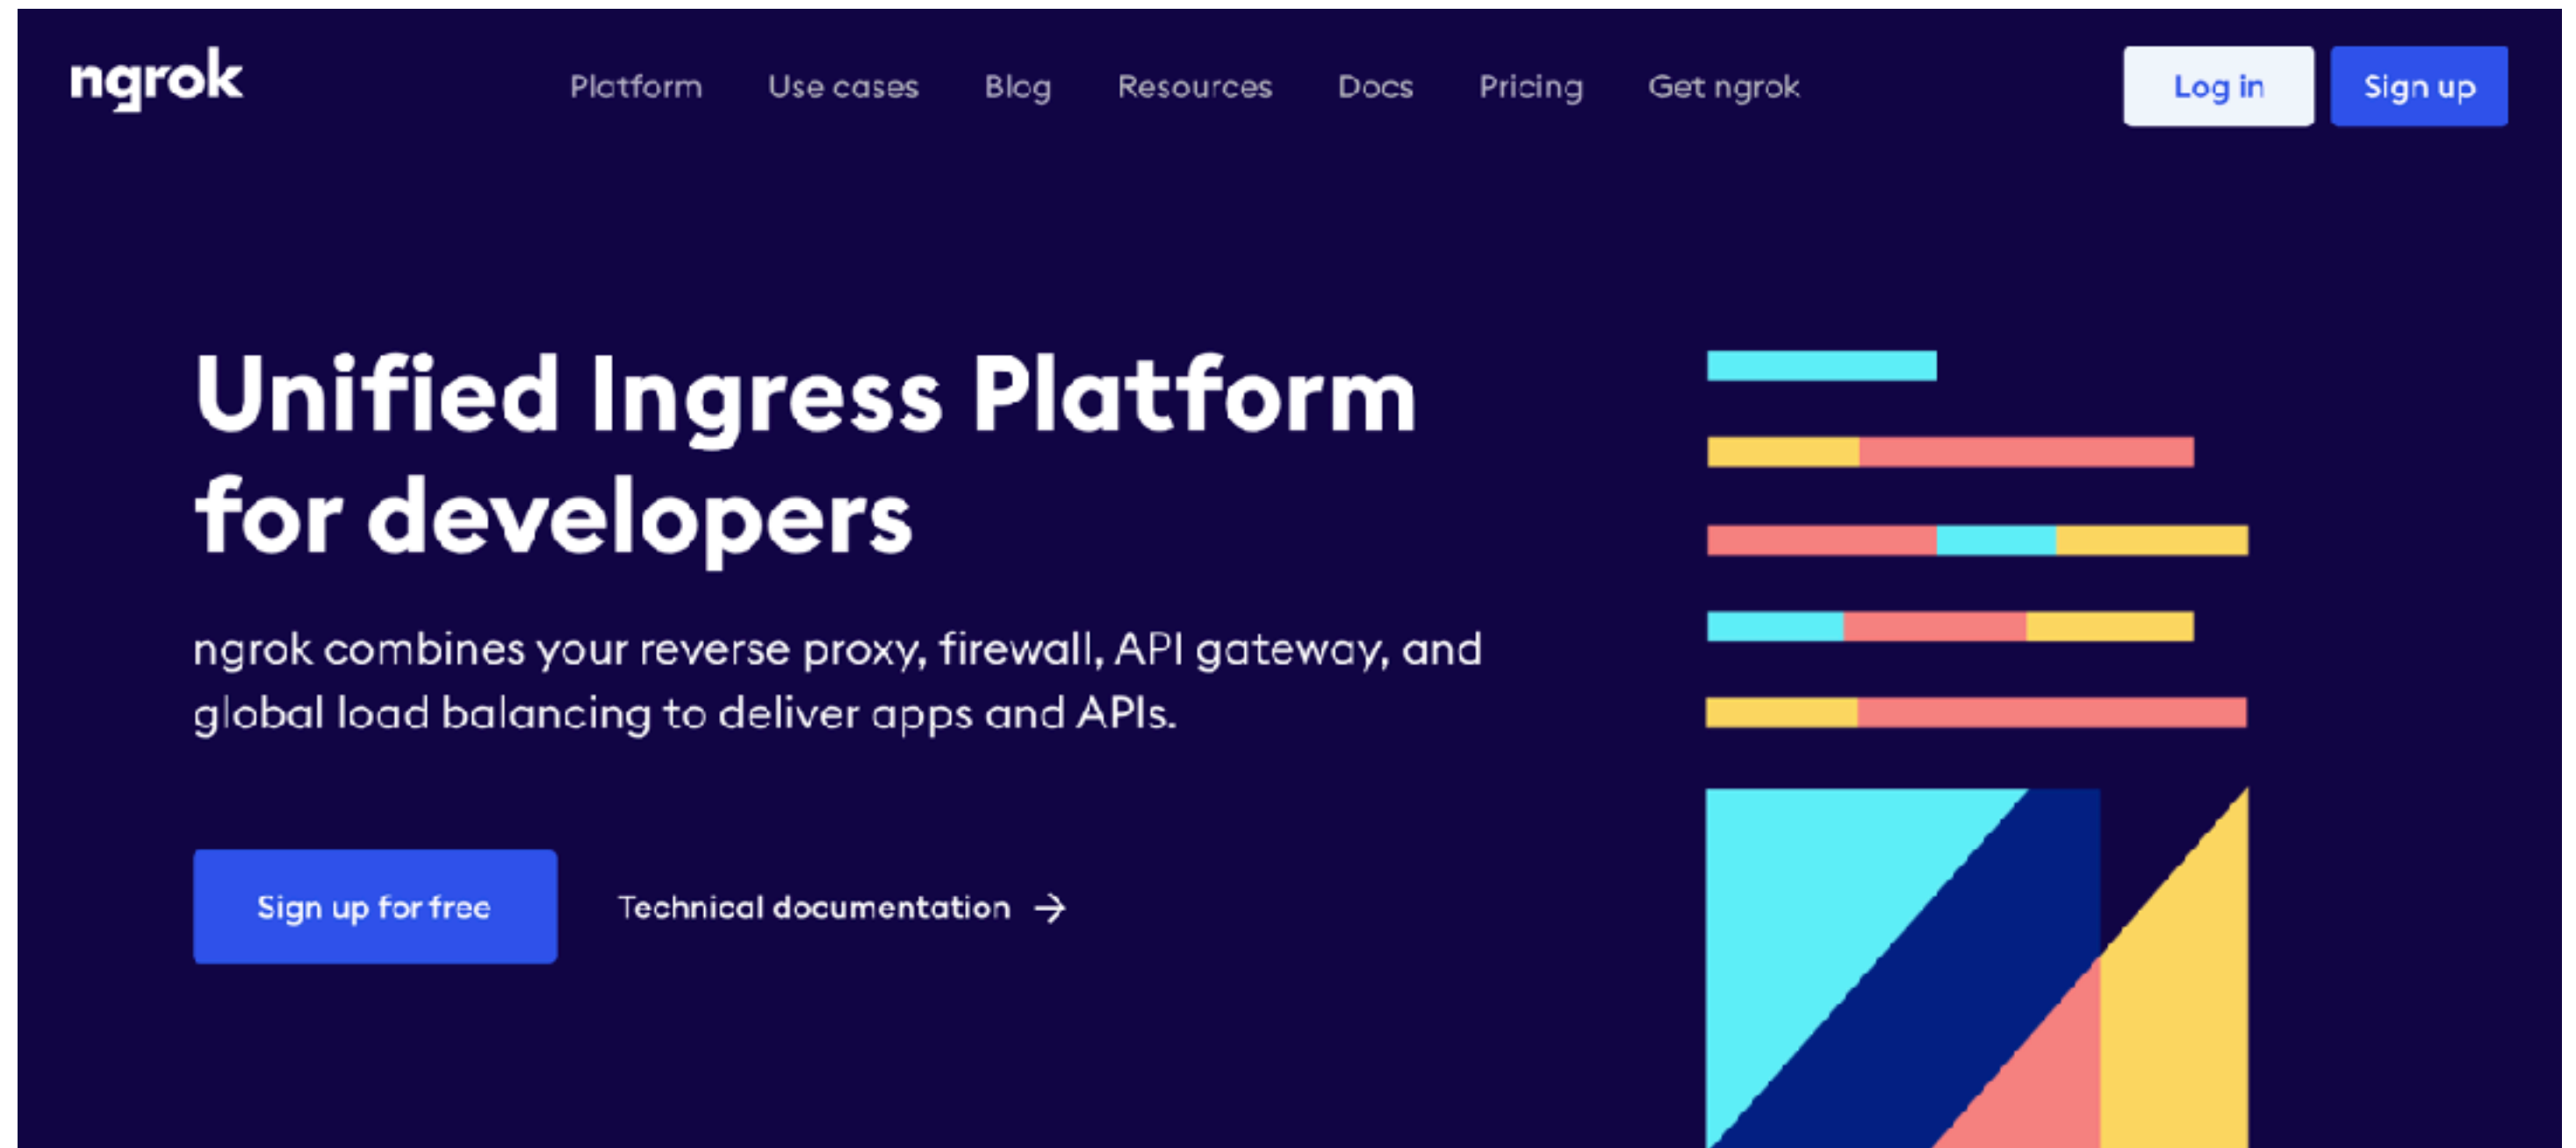 ngrok
Platform Use cases Blog Resources Docs Pricing Get ngrok Log in Sign up
Unified Ingress Platform
for developers
ngrok combines your reverse proxy, firewall, API gateway, and
global load balancing to deliver apps and APIs.
Sign up for free Technical documentation →